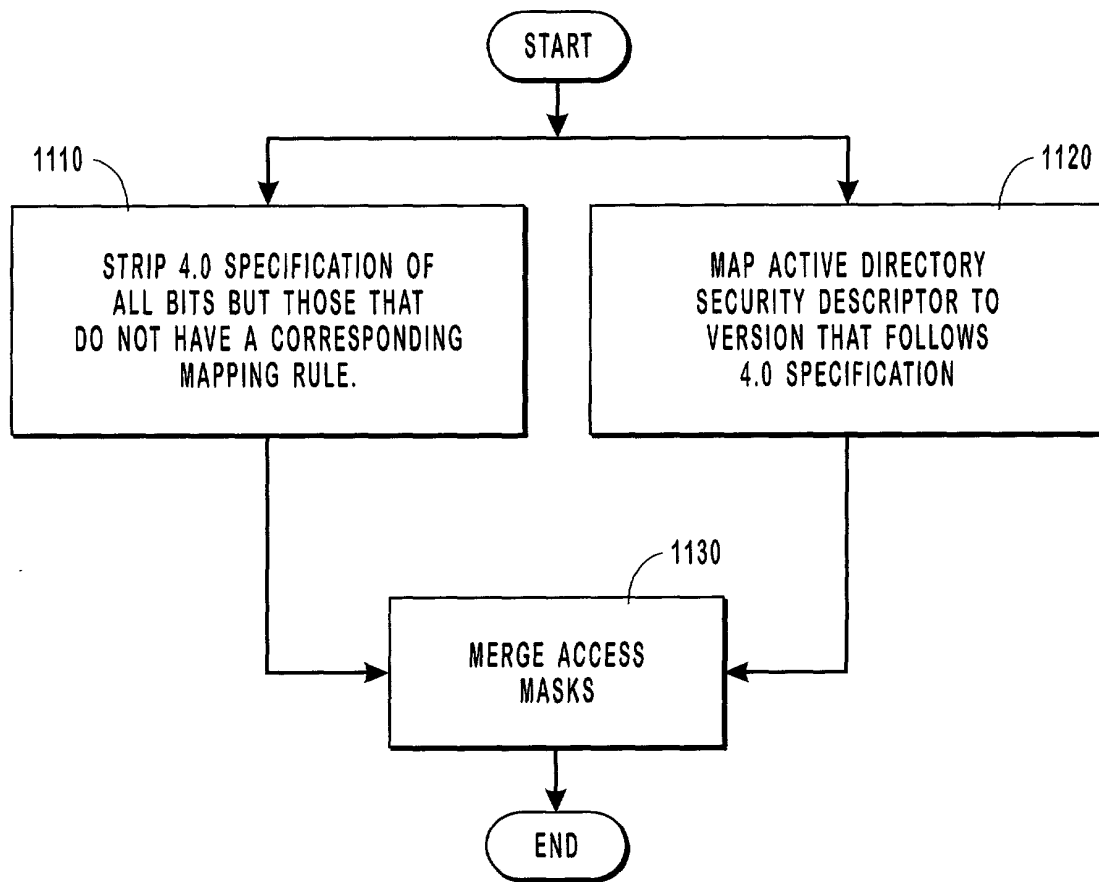 START
1110
1120
STRIP 4.0 SPECIFICATION OF
ALL BITS BUT THOSE THAT
DO NOT HAVE A CORRESPONDING
MAPPING RULE.
MAP ACTIVE DIRECTORY
SECURITY DESCRIPTOR TO
VERSION THAT FOLLOWS
4.0 SPECIFICATION
1130
MERGE ACCESS
MASKS
END